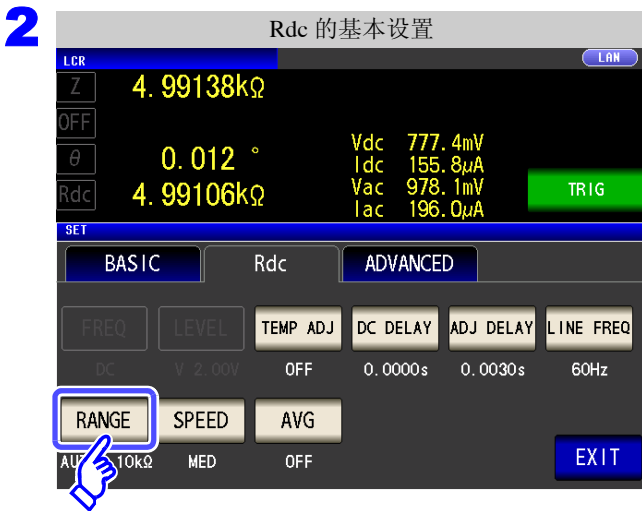 2
Rdc 的基本设置
LCR
LAN
Z 4.99138kΩ
OFF
θ 0.012 °
Rdc 4.99106kΩ
Vdc 777.4mV
Idc 155.8μA
Vac 978.1mV
Iac 196.0μA
TRIG
SET
BASIC Rdc ADVANCED
FREQ LEVEL TEMP ADJ DC DELAY ADJ DELAY LINE FREQ
DC V 2.00V OFF 0.0000s 0.0030s 60Hz
RANGE SPEED AVG
10kΩ MED OFF
EXIT